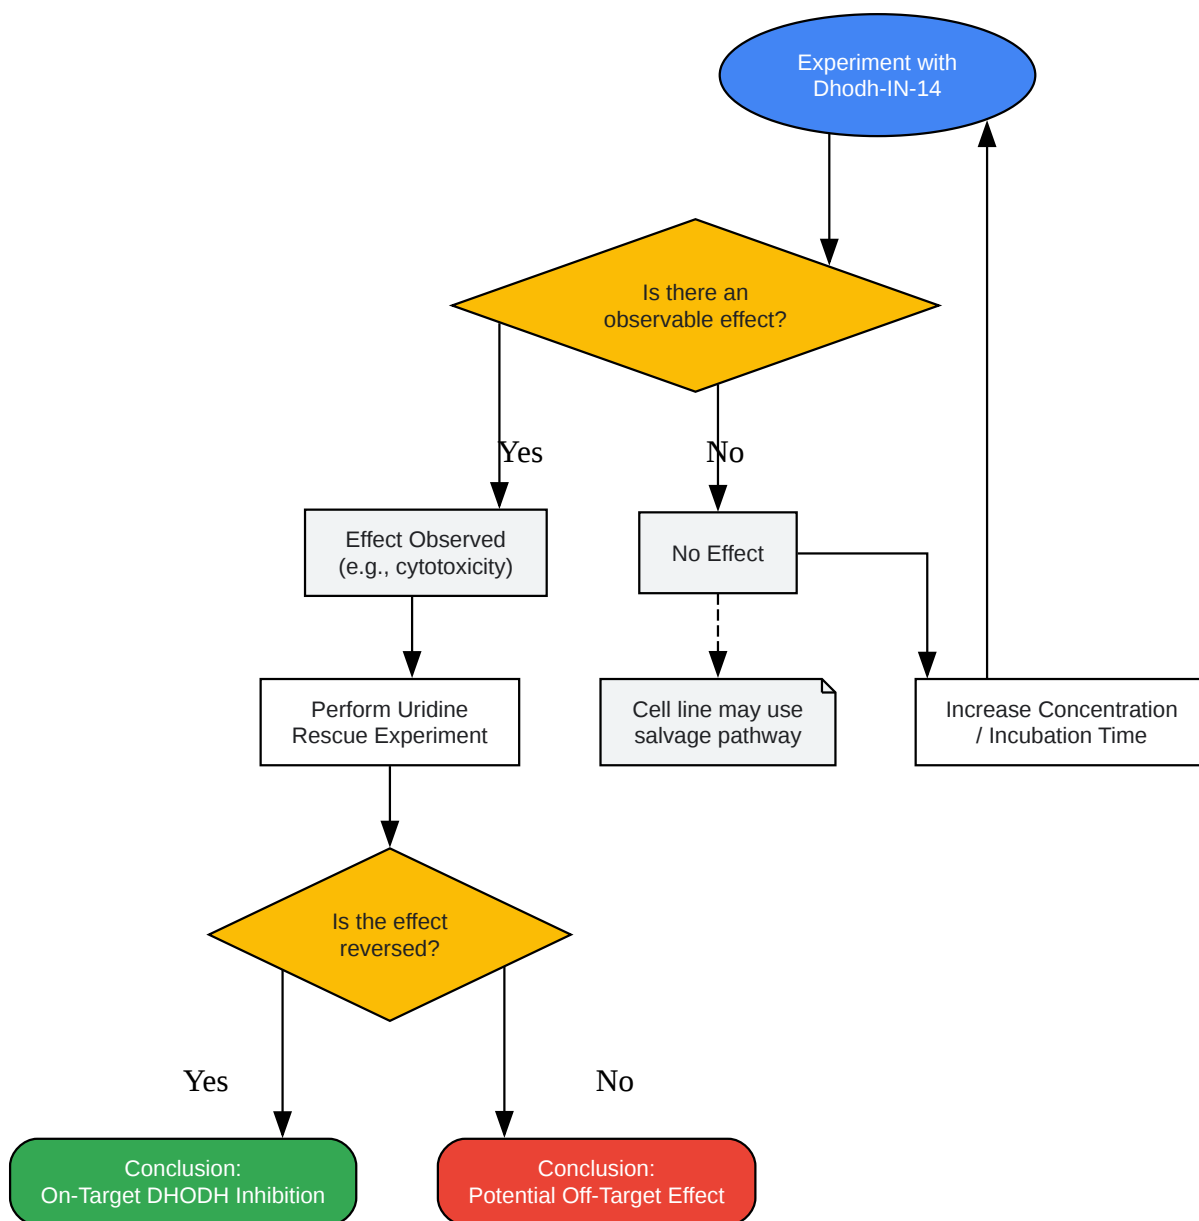 Experiment with
Dhodh-IN-14
Is there an
observable effect?
Yes
No
Effect Observed
(e.g., cytotoxicity)
No Effect
Perform Uridine
Rescue Experiment
Cell line may use
salvage pathway
Increase Concentration
/ Incubation Time
Is the effect
reversed?
Yes
No
Conclusion:
On-Target DHODH Inhibition
Conclusion:
Potential Off-Target Effect